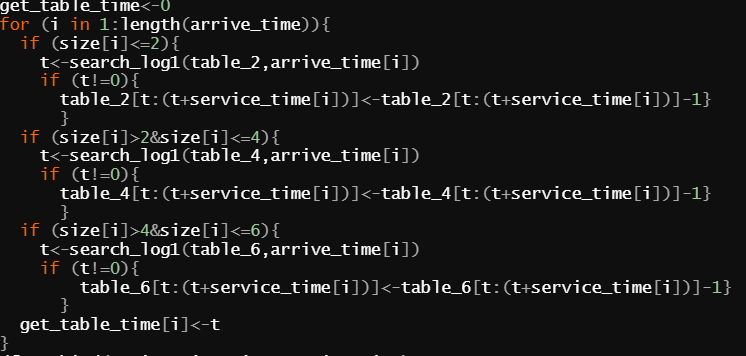 get_table_time<-0
for (i in 1:length(arrive_time)){
  if (size[i]<=2){
    t<-search_log1(table_2,arrive_time[i])
    if (t!=0){
      table_2[t:(t+service_time[i])]<-table_2[t:(t+service_time[i])]-1}
      }
  if (size[i]>2&size[i]<=4){
    t<-search_log1(table_4,arrive_time[i])
    if (t!=0){
      table_4[t:(t+service_time[i])]<-table_4[t:(t+service_time[i])]-1}
      }
  if (size[i]>4&size[i]<=6){
    t<-search_log1(table_6,arrive_time[i])
    if (t!=0){
        table_6[t:(t+service_time[i])]<-table_6[t:(t+service_time[i])]-1}
      }
  get_table_time[i]<-t
}